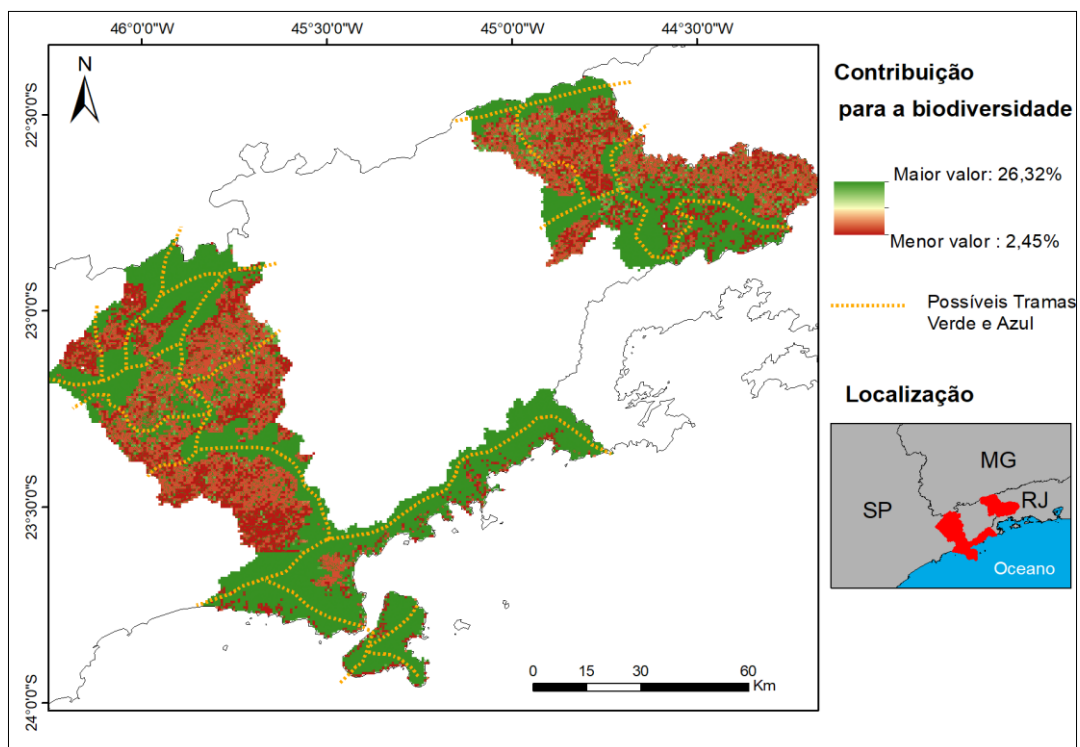 46°0'0"W
45°30'0"W
45°0'0"W
44°30'0"W
N
22°30'0"S
23°0'0"S
23°30'0"S
24°0'0"S
0 15 30 60
Km
Contribuição
para a biodiversidade
Maior valor: 26,32%
Menor valor : 2,45%
Possíveis Tramas
Verde e Azul
Localização
MG
SP
RJ
Oceano